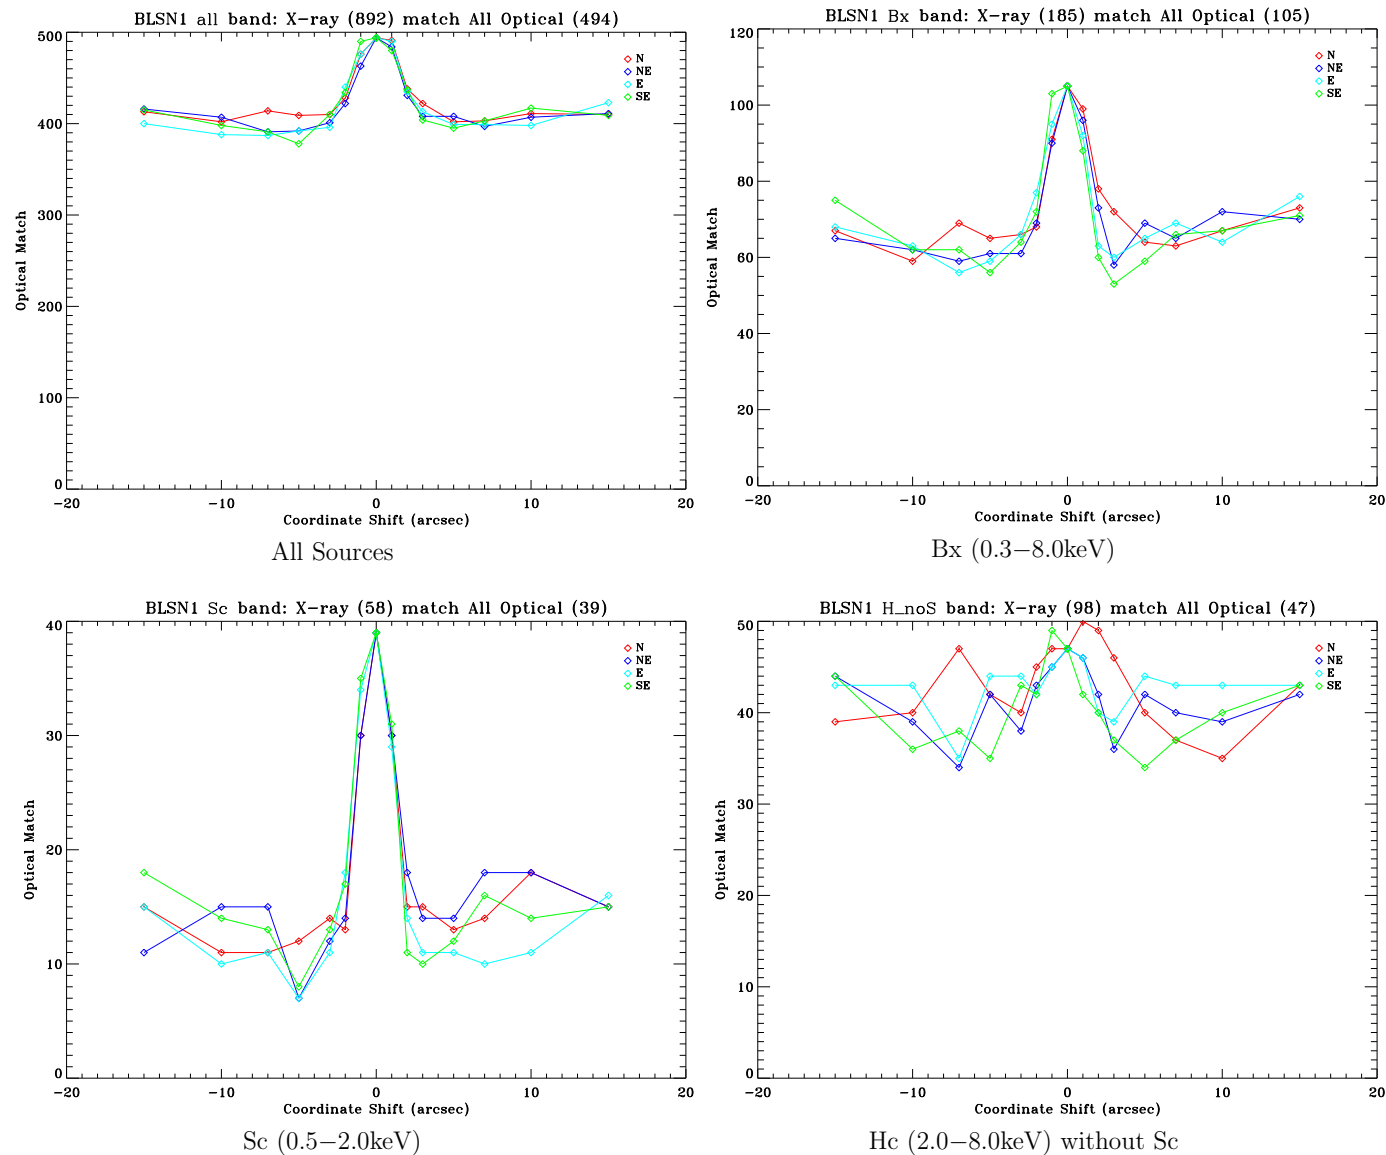 BLSN1 all band: X-ray (892) match All Optical (494)
500
400
300
200
100
0
Optical Match
N
NE
E
SE
-20
-10
0
10
20
Coordinate Shift (arcsec)
All Sources
BLSN1 Bx band: X-ray (185) match All Optical (105)
120
100
80
60
40
20
0
Optical Match
N
NE
E
SE
-20
-10
0
10
20
Coordinate Shift (arcsec)
Bx (0.3−8.0keV)
BLSN1 Sc band: X-ray (58) match All Optical (39)
40
30
20
10
0
Optical Match
N
NE
E
SE
-20
-10
0
10
20
Coordinate Shift (arcsec)
Sc (0.5−2.0keV)
BLSN1 H_noS band: X-ray (98) match All Optical (47)
50
40
30
20
10
0
Optical Match
N
NE
E
SE
-20
-10
0
10
20
Coordinate Shift (arcsec)
Hc (2.0−8.0keV) without Sc